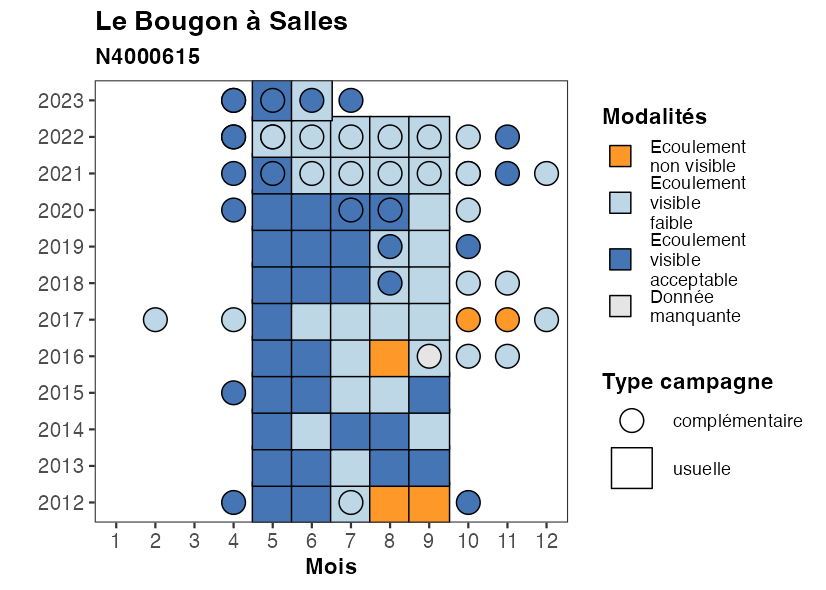 Le Bougon à Salles
N4000615
2023
2022
2021
2020
2019
2018
2017
2016
2015
2014
2013
2012
1 2 3 4 5 6 7 8 9 10 11 12
Mois
Modalités
Ecoulement
non visible
Ecoulement
visible
faible
Ecoulement
visible
acceptable
Donnée
manquante
Type campagne
complémentaire
usuelle